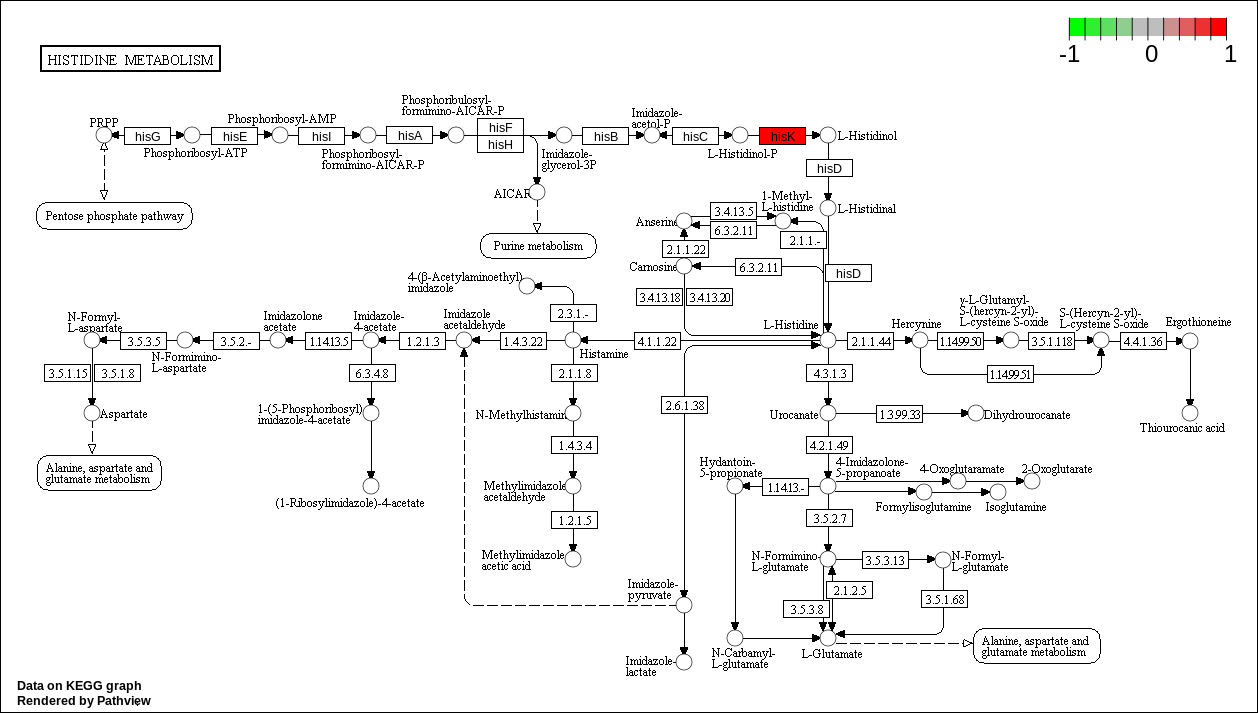 HISTIDINE METABOLISM
-1
0
1
PRPP
hisG
Phosphoribosyl-ATP
hisE
Phosphoribosyl-AMP
hisI
Phosphoribosyl-
formimino-AICAR-P
hisA
Phosphoribulosyl-
formimino-AICAR-P
hisF
hisH
Imidazole-
glycerol-3P
hisB
Imidazole-
acetol-P
hisC
L-Histidinol-P
hisK
L-Histidinol
hisD
L-Histidinal
hisD
AICAR
Purine metabolism
Pentose phosphate pathway
1-Methyl-
L-histidine
Anserine
3.4.13.5
6.3.2.11
2.1.1.-
2.1.1.22
Carnosine
6.3.2.11
3.4.13.18
3.4.13.20
4-(β-Acetylaminoethyl)
imidazole
2.3.1.-
N-Formyl-
L-aspartate
3.5.3.5
N-Formimino-
L-aspartate
3.5.2.-
Imidazolone
acetate
1.14.13.5
Imidazole-
4-acetate
1.2.1.3
Imidazole
acetaldehyde
1.4.3.22
Histamine
4.1.1.22
L-Histidine
2.1.1.44
Hercynine
1.14.99.50
γ-L-Glutamyl-
S-(hercyn-2-yl)-
L-cysteine S-oxide
3.5.1.118
S-(Hercyn-2-yl)-
L-cysteine S-oxide
4.4.1.36
Ergothioneine
1.14.99.51
Thiourocanic acid
3.5.1.15
3.5.1.8
Aspartate
Alanine, aspartate and
glutamate metabolism
6.3.4.8
1-(5-Phosphoribosyl)
imidazole-4-acetate
(1-Ribosylimidazole)-4-acetate
2.1.1.8
N-Methylhistamine
1.4.3.4
Methylimidazole
acetaldehyde
1.2.1.5
Methylimidazole
acetic acid
2.6.1.38
Imidazole-
pyruvate
Imidazole-
lactate
4.3.1.3
Urocanate
1.3.99.33
Dihydrourocanate
4.2.1.49
Hydantoin-
5-propionate
1.14.13.-
4-Imidazolone-
5-propanoate
4-Oxoglutaramate
2-Oxoglutarate
Formylisoglutamine
Isoglutamine
3.5.2.7
N-Formimino-
L-glutamate
3.5.3.13
N-Formyl-
L-glutamate
2.1.2.5
3.5.3.8
3.5.1.68
N-Carbamyl-
L-glutamate
L-Glutamate
Alanine, aspartate and
glutamate metabolism
Data on KEGG graph
Rendered by Pathview